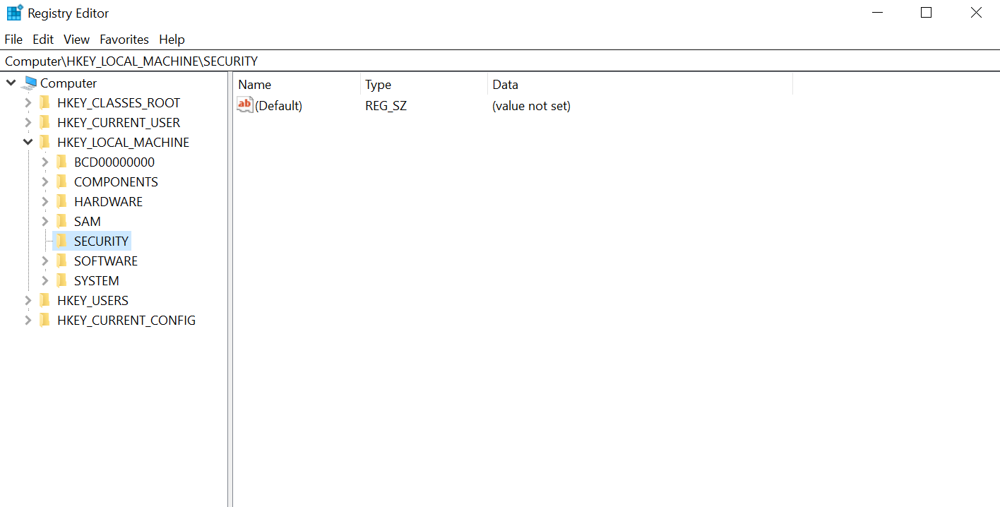 Registry Editor
File Edit View Favorites Help
Computer\HKEY_LOCAL_MACHINE\SECURITY
Computer
HKEY_CLASSES_ROOT
HKEY_CURRENT_USER
HKEY_LOCAL_MACHINE
BCD00000000
COMPONENTS
HARDWARE
SAM
SECURITY
SOFTWARE
SYSTEM
HKEY_USERS
HKEY_CURRENT_CONFIG
Name Type Data
ab (Default) REG_SZ (value not set)